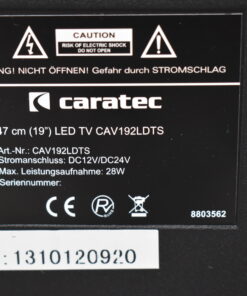 CAUTION
RISK OF ELECTRIC SHOCK
DO NOT OPEN
NICHT ÖFFNEN! GEFAHR durch STROMSCHLAG
caratec
47 cm (19") LED TV CAV192LDTS
Art.-Nr.: CAV192LDTS
Stromanschluss: DC12V/DC24V
Max. Leistungsaufnahme: 28W
Seriennummer:
CE
8803562
: 1310120920